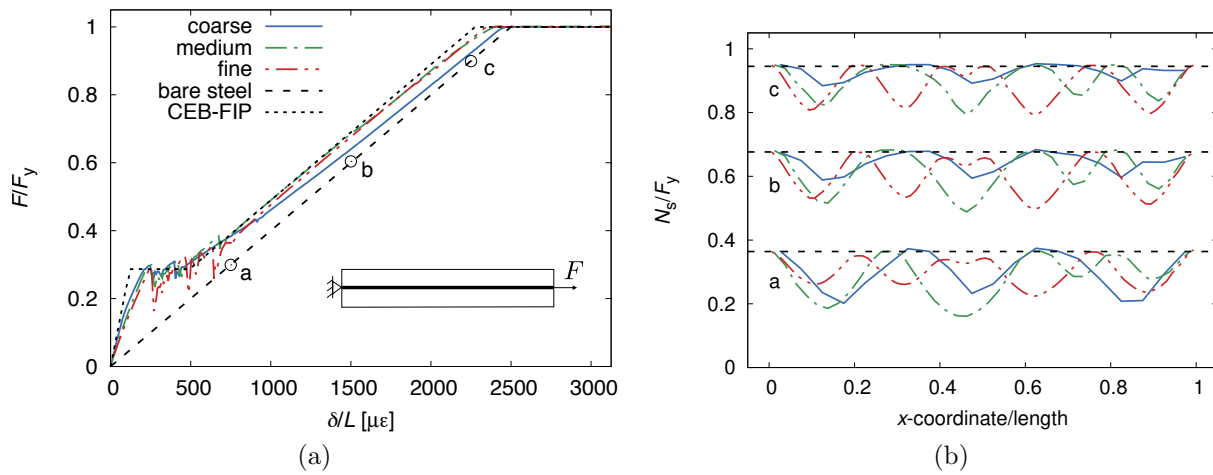 coarse
medium
fine
bare steel
CEB-FIP
F/Fy
1
0.8
0.6
0.4
0.2
0
a
b
c
F
0 500 1000 1500 2000 2500 3000
δ/L [με]
(a)
Ns/Fy
1
0.8
0.6
0.4
0.2
0
c
b
a
0 0.2 0.4 0.6 0.8 1
x-coordinate/length
(b)